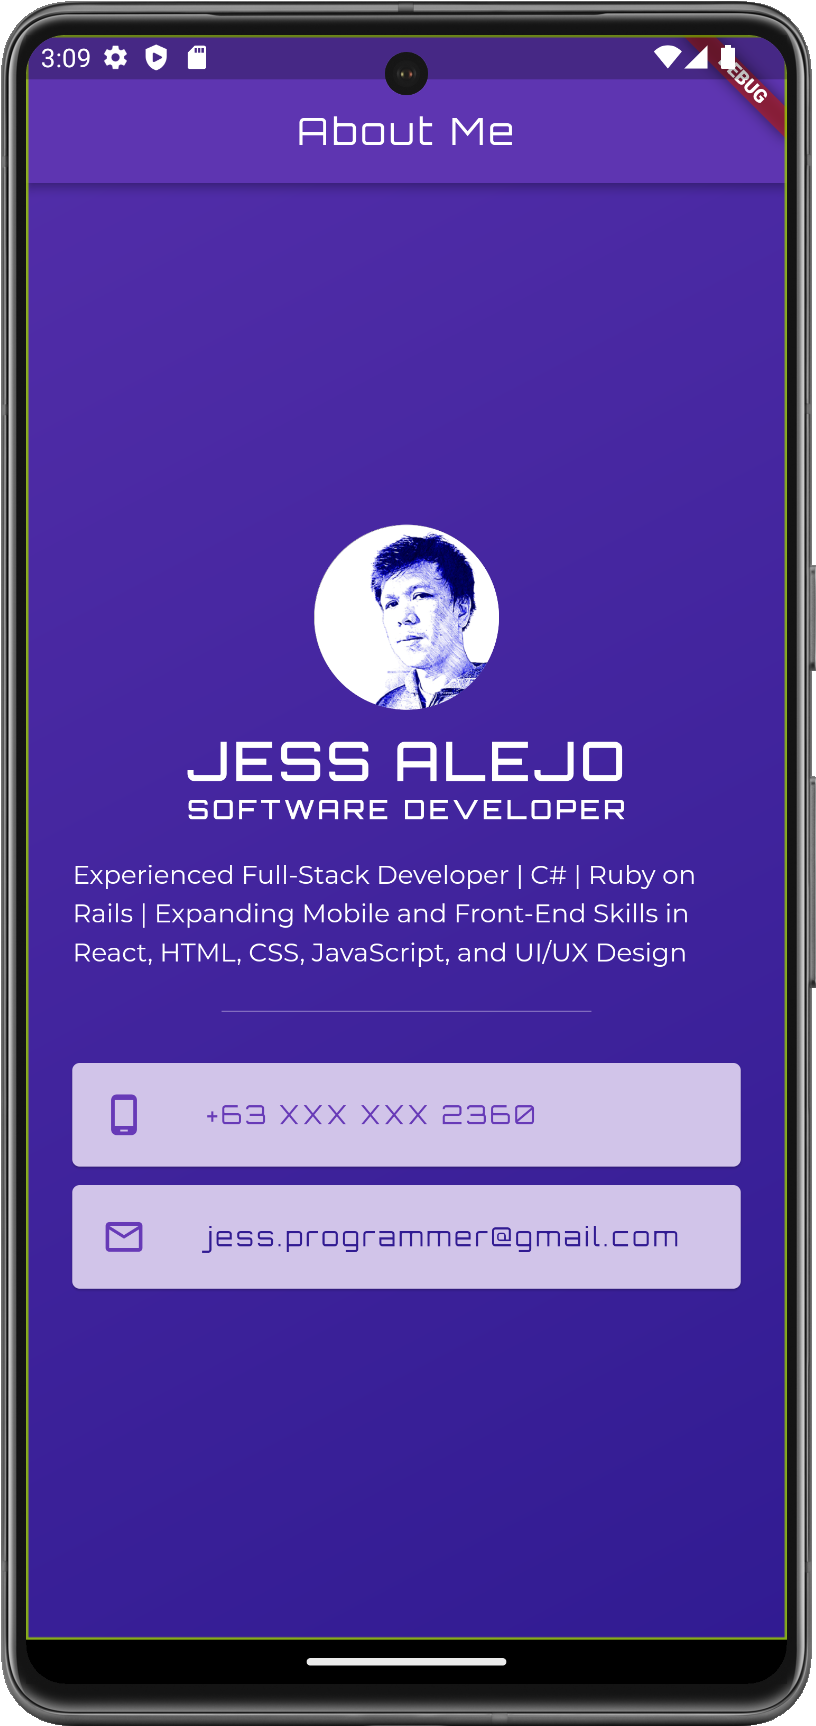 3:09
DEBUG
About Me
JESS ALEJO
SOFTWARE DEVELOPER
Experienced Full-Stack Developer | C# | Ruby on
Rails | Expanding Mobile and Front-End Skills in
React, HTML, CSS, JavaScript, and UI/UX Design
+63 XXX XXX 2360
jess.programmer@gmail.com